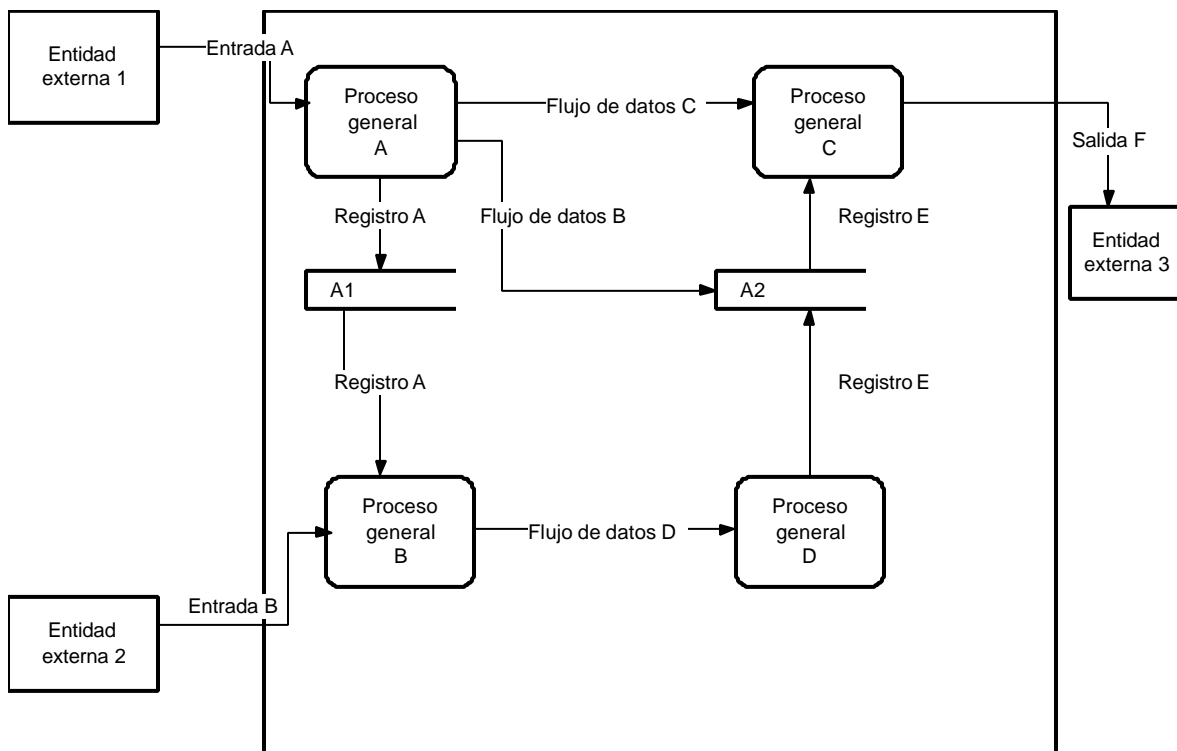 Entidad
externa 1
Entrada A
Proceso
general
A
Flujo de datos C
Proceso
general
C
Salida F
Registro A
Flujo de datos B
Registro E
Entidad
externa 3
A1
A2
Registro A
Registro E
Proceso
general
B
Flujo de datos D
Proceso
general
D
Entrada B
Entidad
externa 2